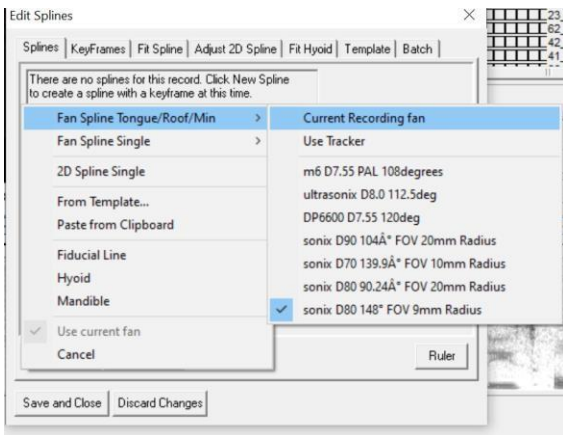 Edit Splines
Splines KeyFrames Fit Spline Adjust 2D Spline Fit Hyoid Template Batch
There are no splines for this record. Click New Spline
to create a spline with a keyframe at this time.
Fan Spline Tongue/Roof/Min
Fan Spline Single
2D Spline Single
From Template...
Paste from Clipboard
Fiducial Line
Hyoid
Mandible
Use current fan
Cancel
Current Recording fan
Use Tracker
m6 D7.55 PAL 108degrees
ultrasonix D8.0 112.5deg
DP6600 D7.55 120deg
sonix D90 104Â° FOV 20mm Radius
sonix D70 139.9Â° FOV 10mm Radius
sonix D80 90.24Â° FOV 20mm Radius
sonix D80 148° FOV 9mm Radius
Ruler
Save and Close Discard Changes
23_
62_
42_
41_